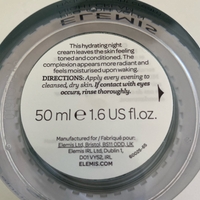 ELEMIS
This hydrating night
cream leaves the skin feeling
toned and conditioned. The
complexion appears more radiant and
feels moisturised upon waking.
DIRECTIONS: Apply every evening to
cleansed, dry skin. If contact with eyes
occurs, rinse thoroughly.
50 ml ℮ 1.6 US fl.oz.
Manufactured for / Fabriqué pour:
Elemis Ltd, Bristol, BS11 0DD, UK
Elemis IRL Ltd, Dublin 1,
D01 V1S2, IRL
ELEMIS.COM